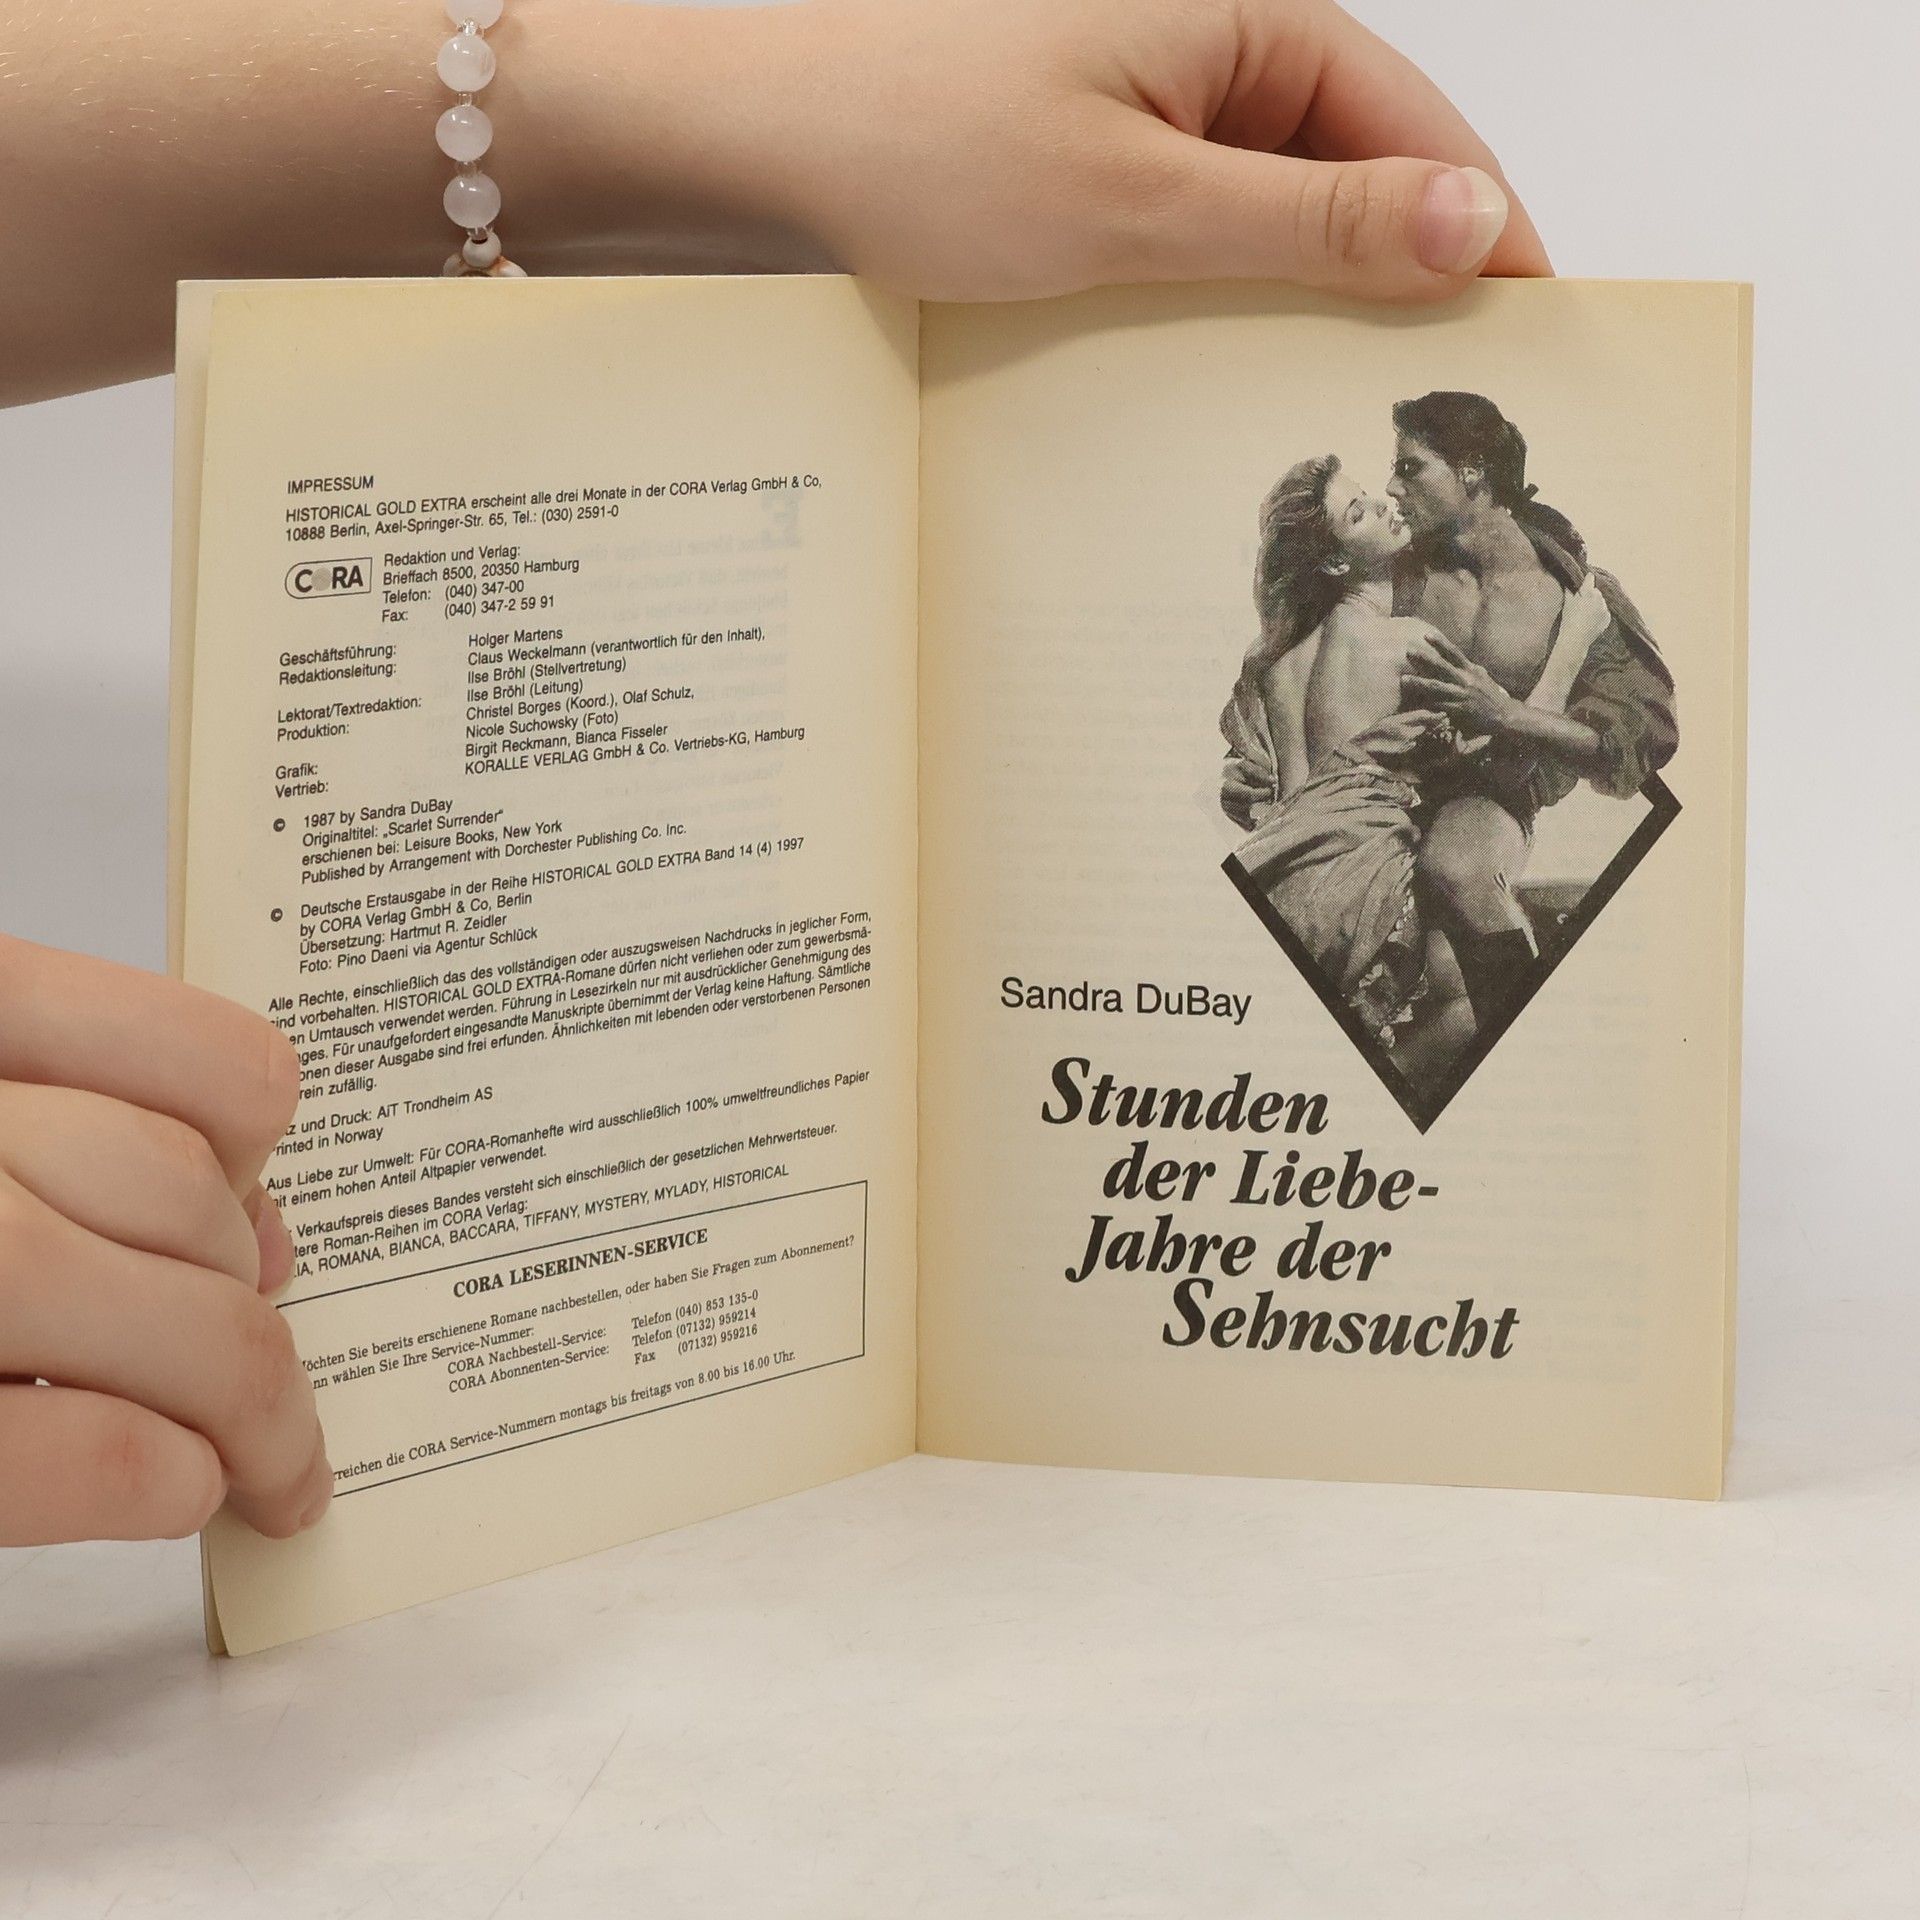 IMPRESSUM
HISTORICAL GOLD EXTRA erscheint alle drei Monate in der CORA Verlag GmbH & Co,
10888 Berlin, Axel-Springer-Str. 65, Tel.: (030) 2591-0
CORA
Redaktion und Verlag:
Brieffach 8500, 20350 Hamburg
Telefon: (040) 347-00
Fax: (040) 347-2 59 91
Geschäftsführung: Holger Martens
Redaktionsleitung: Claus Weckelmann (verantwortlich für den Inhalt),
Ilse Bröhl (Stellvertretung)
Lektorat/Textredaktion: Ilse Bröhl (Leitung)
Produktion: Christel Borges (Koord.), Olaf Schulz,
Nicole Suchowsky (Foto)
Grafik: Birgit Reckmann, Bianca Fisseler
Vertrieb: KORALLE VERLAG GmbH & Co. Vertriebs-KG, Hamburg
© 1987 by Sandra DuBay
Originaltitel: „Scarlet Surrender“
erschienen bei: Leisure Books, New York
Published by Arrangement with Dorchester Publishing Co. Inc.
© Deutsche Erstausgabe in der Reihe HISTORICAL GOLD EXTRA Band 14 (4) 1997
by CORA Verlag GmbH & Co, Berlin
Übersetzung: Hartmut R. Zeidler
Foto: Pino Daeni via Agentur Schlück
Alle Rechte, einschließlich das des vollständigen oder auszugsweisen Nachdrucks in jeglicher Form,
sind vorbehalten. HISTORICAL GOLD EXTRA-Romane dürfen nicht verliehen oder zum gewerbsmä-
en Umtausch verwendet werden. Führung in Lesezirkeln nur mit ausdrücklicher Genehmigung des
ages. Für unaufgefordert eingesandte Manuskripte übernimmt der Verlag keine Haftung. Sämtliche
onen dieser Ausgabe sind frei erfunden. Ähnlichkeiten mit lebenden oder verstorbenen Personen
rein zufällig.
tz und Druck: AiT Trondheim AS
rinted in Norway
Aus Liebe zur Umwelt: Für CORA-Romanhefte wird ausschließlich 100% umweltfreundliches Papier
it einem hohen Anteil Altpapier verwendet.
Verkaufspreis dieses Bandes versteht sich einschließlich der gesetzlichen Mehrwertsteuer.
tere Roman-Reihen im CORA Verlag:
LIA, ROMANA, BIANCA, BACCARA, TIFFANY, MYSTERY, MYLADY, HISTORICAL
CORA LESERINNEN-SERVICE
öchten Sie bereits erschienene Romane nachbestellen, oder haben Sie Fragen zum Abonnement?
nn wählen Sie Ihre Service-Nummer:
CORA Nachbestell-Service: Telefon (040) 853 135-0
CORA Abonnenten-Service: Telefon (07132) 959214
Fax (07132) 959216
rreichen die CORA Service-Nummern montags bis freitags von 8.00 bis 16.00 Uhr.
Sandra DuBay
Stunden
der Liebe-
Jahre der
Sehnsucht